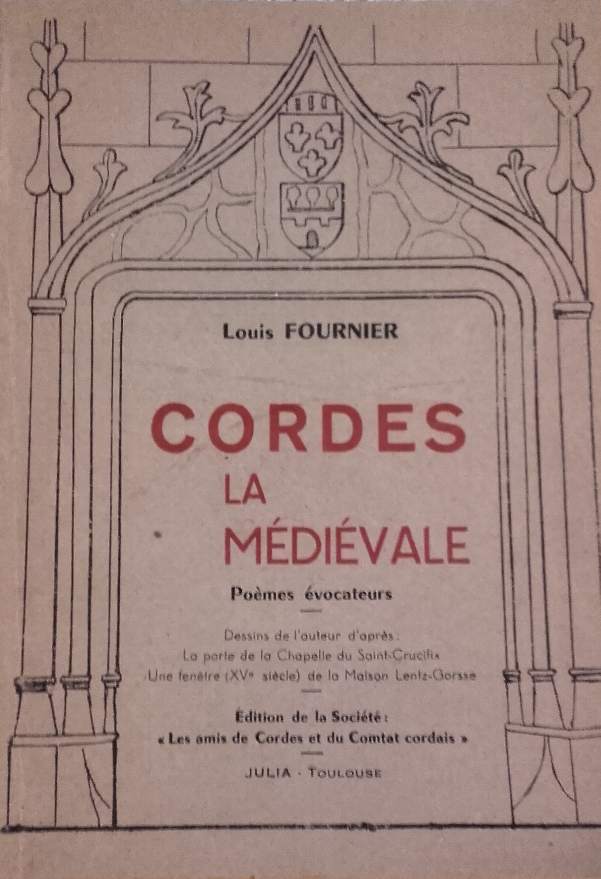 Louis FOURNIER
CORDES
LA
MÉDIÉVALE
Poèmes évocateurs
Dessins de l'auteur d'après :
La porte de la Chapelle du Saint-Crucifix
Une fenêtre (XVe siècle) de la Maison Lentz-Gorsse
Édition de la Société :
« Les amis de Cordes et du Comtat cordais »
JULIA - TOULOUSE